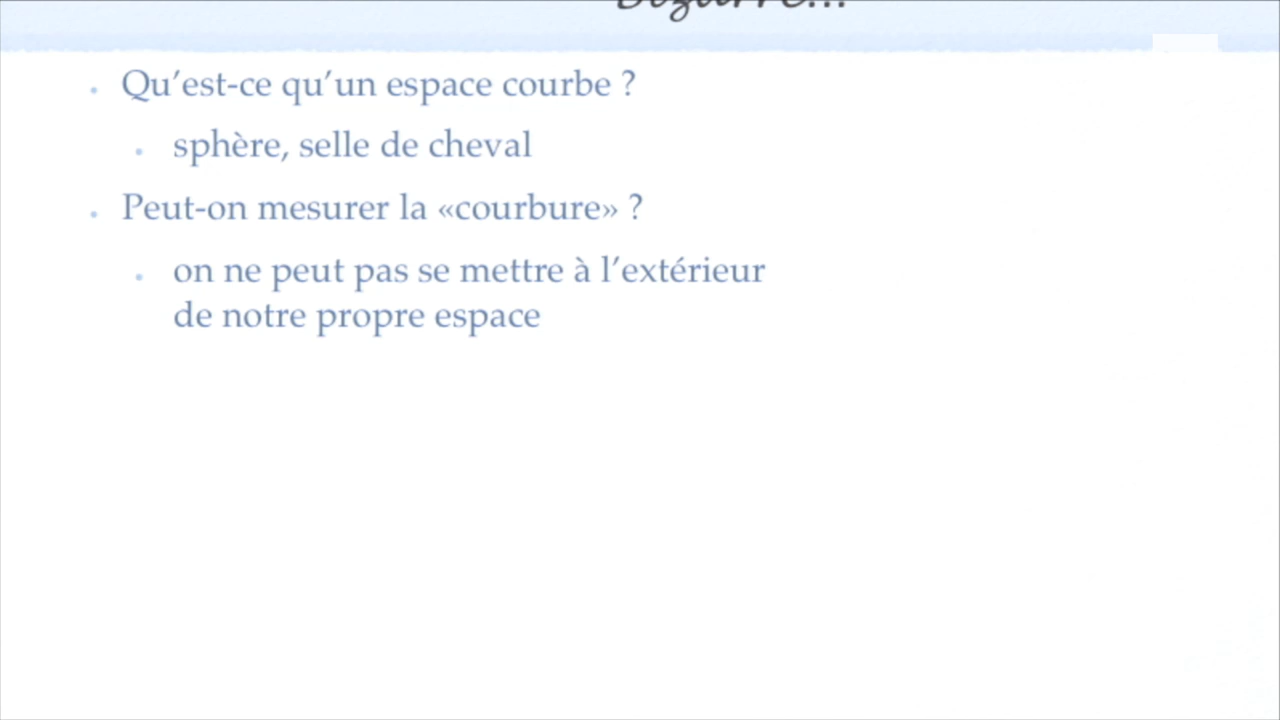 Bizarre...
Qu’est-ce qu’un espace courbe ?
sphère, selle de cheval
Peut-on mesurer la «courbure» ?
on ne peut pas se mettre à l’extérieur
de notre propre espace